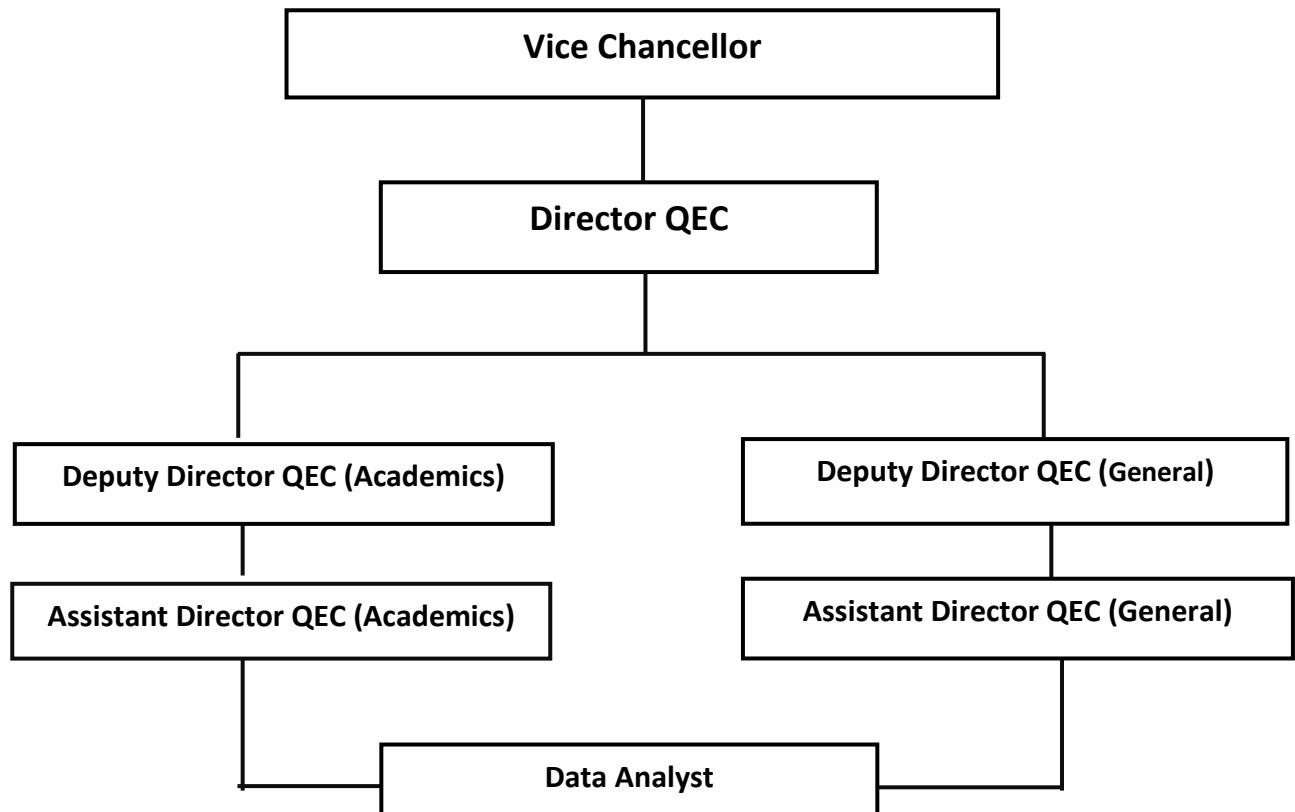 Vice Chancellor
Director QEC
Deputy Director QEC (Academics)
Deputy Director QEC (General)
Assistant Director QEC (Academics)
Assistant Director QEC (General)
Data Analyst